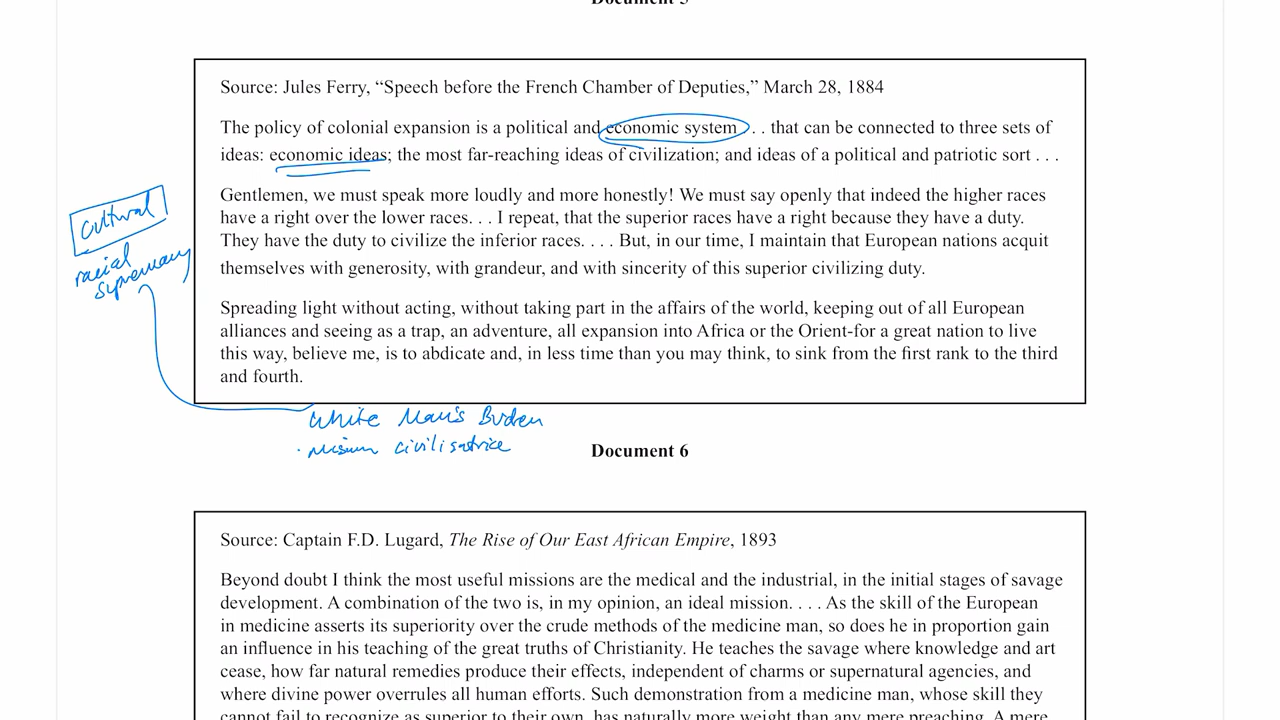 Document 5
Source: Jules Ferry, “Speech before the French Chamber of Deputies,” March 28, 1884
The policy of colonial expansion is a political and economic system . . . that can be connected to three sets of
ideas: economic ideas; the most far-reaching ideas of civilization; and ideas of a political and patriotic sort . . .
Gentlemen, we must speak more loudly and more honestly! We must say openly that indeed the higher races
have a right over the lower races. . . I repeat, that the superior races have a right because they have a duty.
They have the duty to civilize the inferior races. . . . But, in our time, I maintain that European nations acquit
themselves with generosity, with grandeur, and with sincerity of this superior civilizing duty.
cultural
racial
supremacy
Spreading light without acting, without taking part in the affairs of the world, keeping out of all European
alliances and seeing as a trap, an adventure, all expansion into Africa or the Orient-for a great nation to live
this way, believe me, is to abdicate and, in less time than you may think, to sink from the first rank to the third
and fourth.
White Man's Burden
civilisatrice
Document 6
Source: Captain F.D. Lugard, The Rise of Our East African Empire, 1893
Beyond doubt I think the most useful missions are the medical and the industrial, in the initial stages of savage
development. A combination of the two is, in my opinion, an ideal mission. . . . As the skill of the European
in medicine asserts its superiority over the crude methods of the medicine man, so does he in proportion gain
an influence in his teaching of the great truths of Christianity. He teaches the savage where knowledge and art
cease, how far natural remedies produce their effects, independent of charms or supernatural agencies, and
where divine power overrules all human efforts. Such demonstration from a medicine man, whose skill they
cannot fail to recognize as superior to their own, has naturally more weight than any mere preaching. A mere